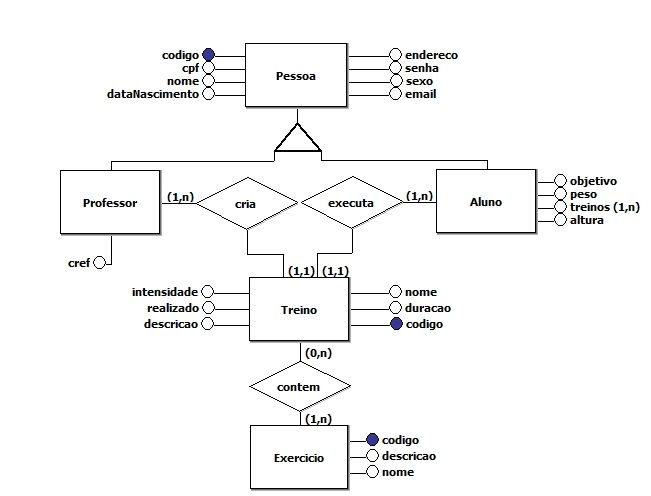 codigo
cpf
nome
dataNascimento
Pessoa
endereco
senha
sexo
email
Professor
(1,n)
cria
executa
(1,n)
Aluno
objetivo
peso
treinos (1,n)
altura
cref
(1,1)
(1,1)
intensidade
realizado
descricao
Treino
nome
duracao
codigo
(0,n)
contem
(1,n)
Exercicio
codigo
descricao
nome